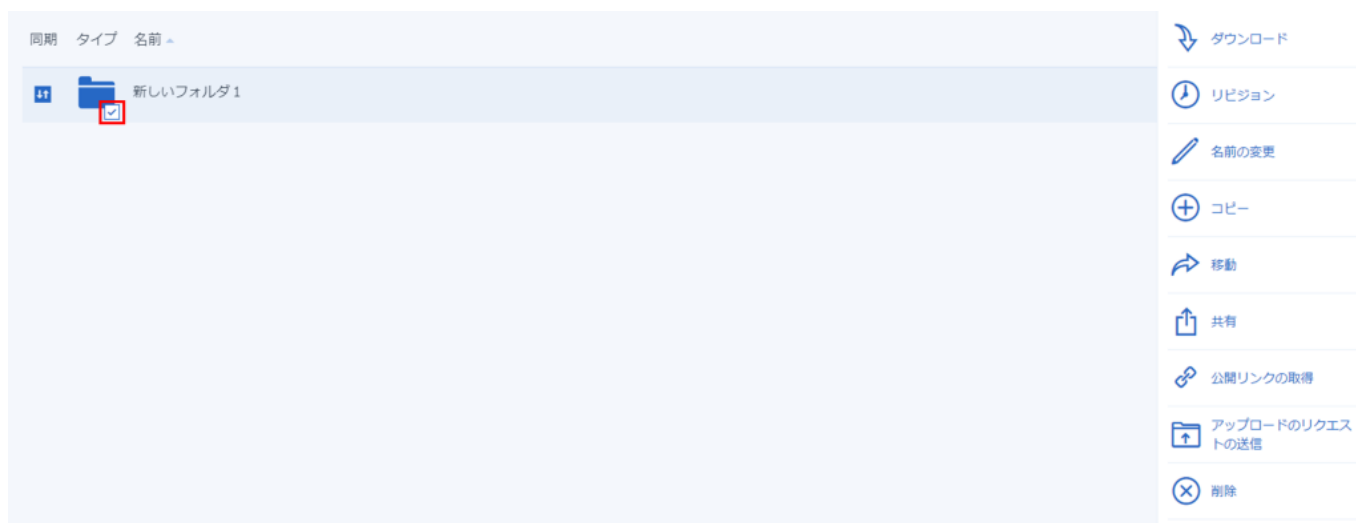 同期 タイプ 名前
新しいフォルダ 1
ダウンロード
リビジョン
名前の変更
コピー
移動
共有
公開リンクの取得
アップロードのリクエス
トの送信
削除